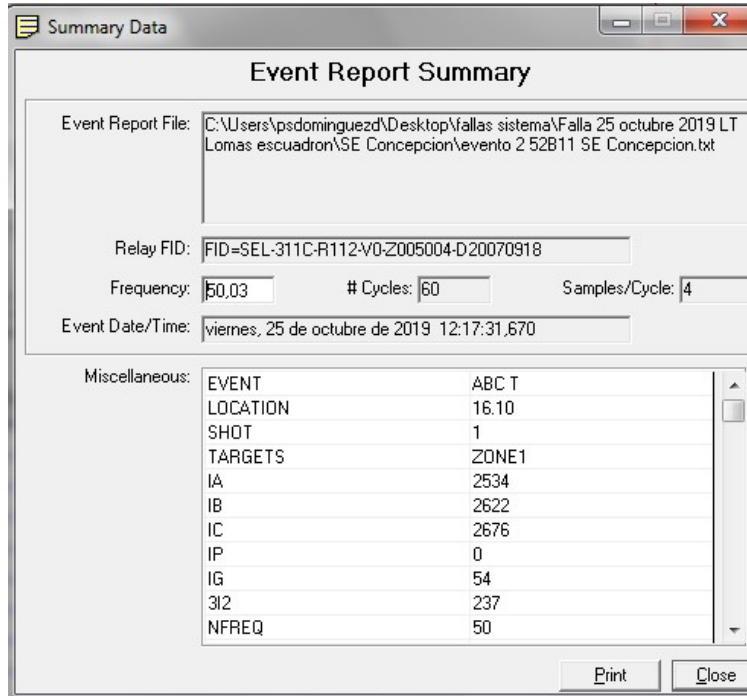 Summary Data
Event Report Summary
Event Report File: C:\Users\psdominguezd\Desktop\fallas sistema\Falla 25 octubre 2019 LT
Lomas escuadron\SE Concepcion\evento 2 52B11 SE Concepcion.txt
Relay FID: FID=SEL-311C-R112-V0-Z005004-D20070918
Frequency: 50,03 # Cycles: 60 Samples/Cycle: 4
Event Date/Time: viernes, 25 de octubre de 2019 12:17:31,670
Miscellaneous: EVENT ABC T
LOCATION 16.10
SHOT 1
TARGETS ZONE1
IA 2534
IB 2622
IC 2676
IP 0
IG 54
3I2 237
NFREQ 50
Print Close